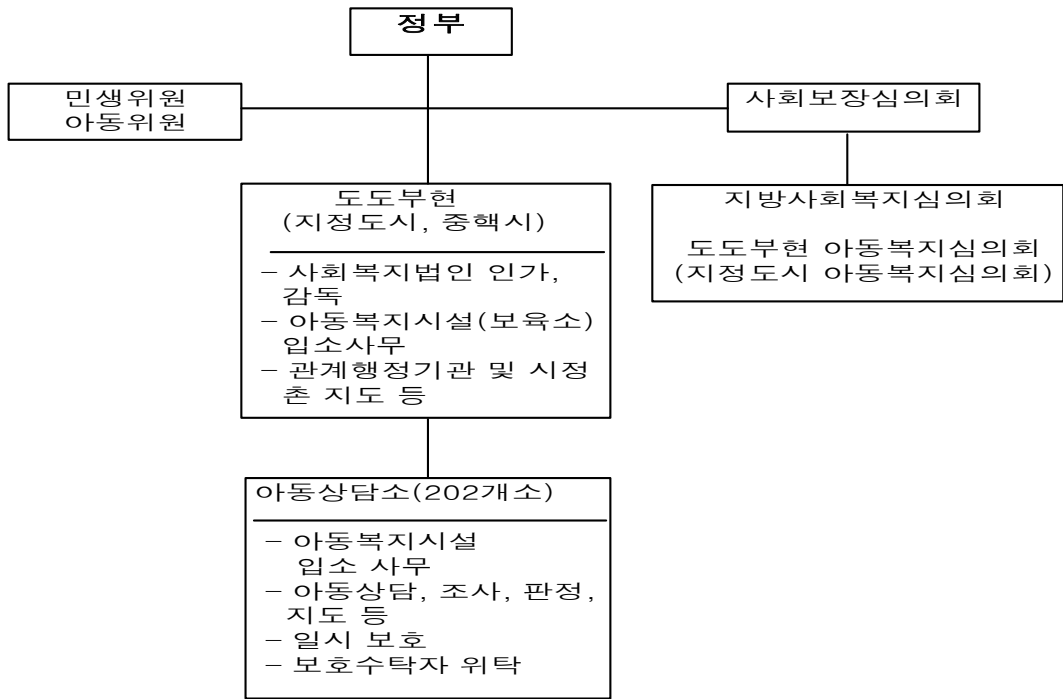 정부
민생위원
아동위원
사회보장심의회
도도부현
(지정도시, 중핵시)
– 사회복지법인 인가,
감독
– 아동복지시설(보육소)
입소사무
– 관계행정기관 및 시정
촌 지도 등
지방사회복지심의회
도도부현 아동복지심의회
(지정도시 아동복지심의회)
아동상담소(202개소)
– 아동복지시설
입소 사무
– 아동상담, 조사, 판정,
지도 등
– 일시 보호
– 보호수탁자 위탁